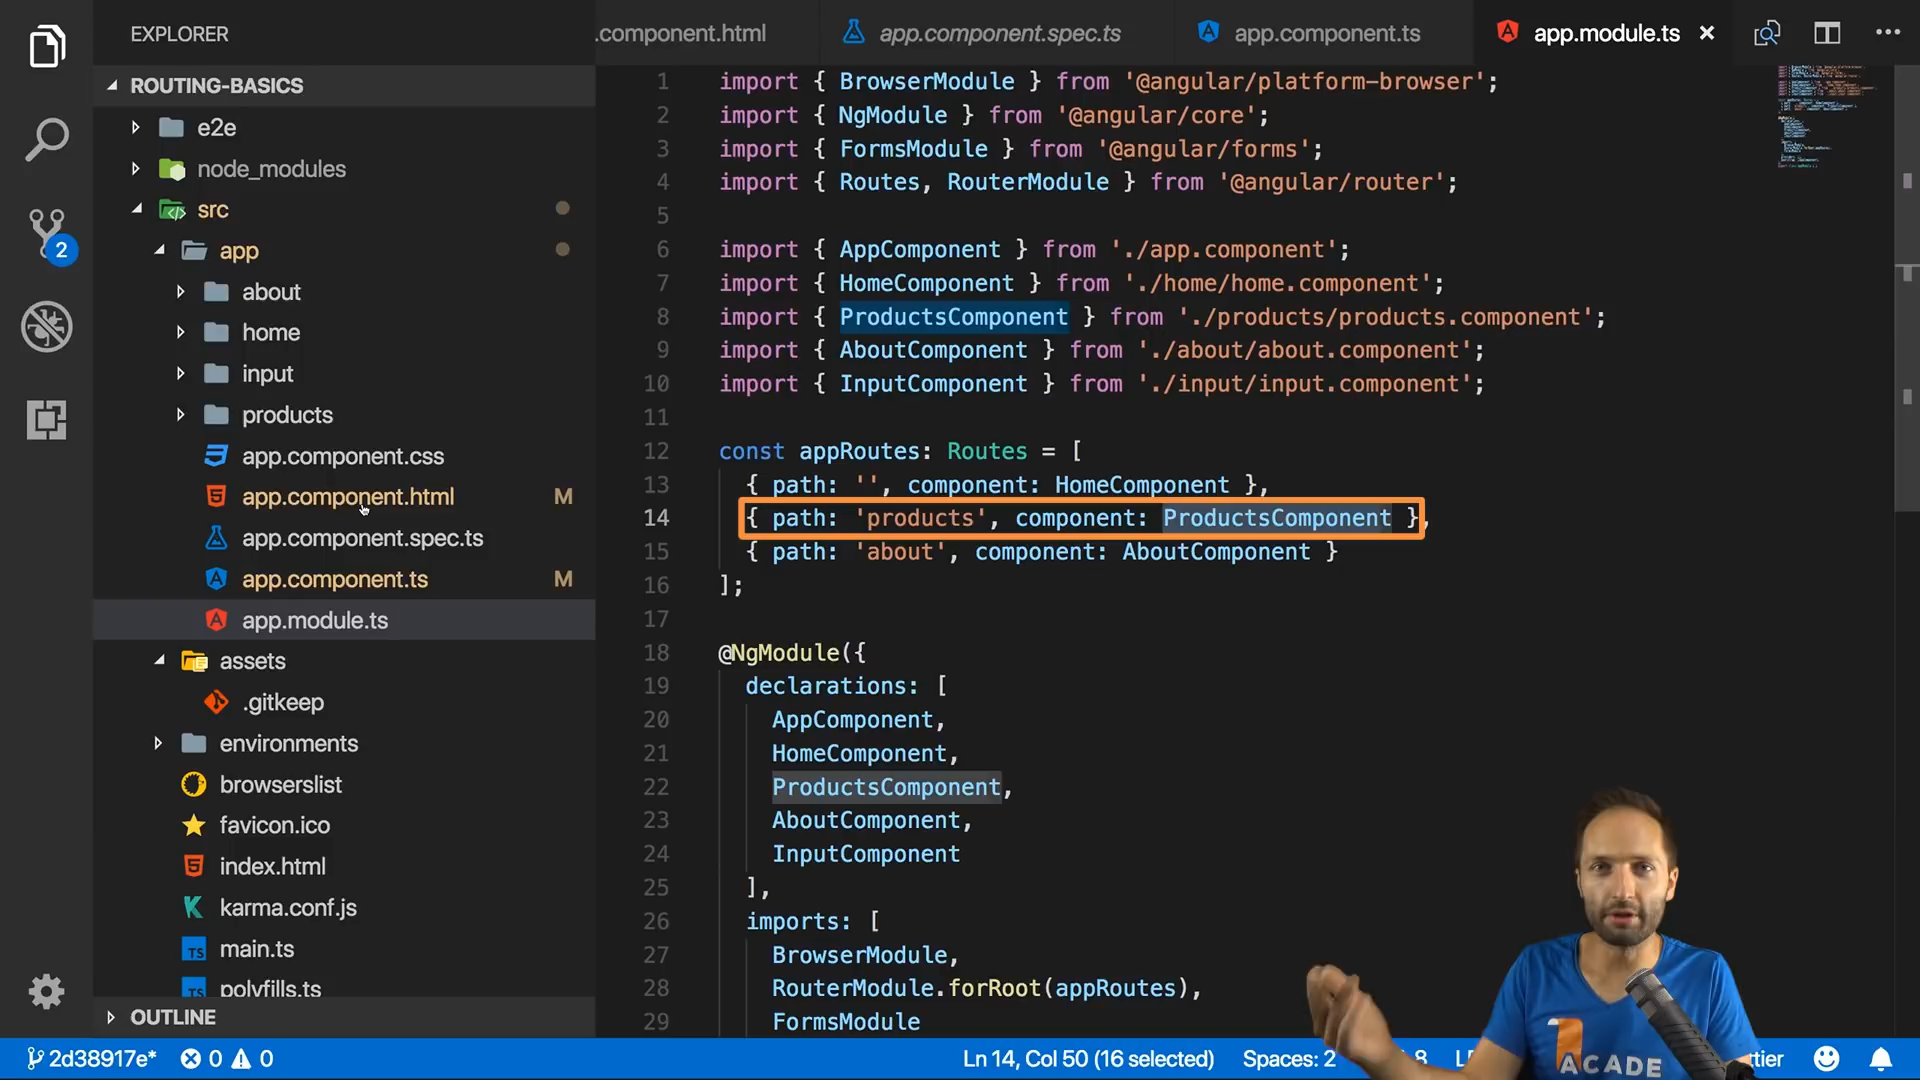 EXPLORER
ROUTING-BASICS
e2e
node_modules
src
app
about
home
input
products
app.component.css
app.component.html M
app.component.spec.ts
app.component.ts M
app.module.ts
assets
.gitkeep
environments
browserslist
favicon.ico
index.html
karma.conf.js
main.ts
polyfills.ts
OUTLINE
2
.component.html app.component.spec.ts app.component.ts app.module.ts
1 import { BrowserModule } from '@angular/platform-browser';
2 import { NgModule } from '@angular/core';
3 import { FormsModule } from '@angular/forms';
4 import { Routes, RouterModule } from '@angular/router';
5
6 import { AppComponent } from './app.component';
7 import { HomeComponent } from './home/home.component';
8 import { ProductsComponent } from './products/products.component';
9 import { AboutComponent } from './about/about.component';
10 import { InputComponent } from './input/input.component';
11
12 const appRoutes: Routes = [
13 { path: '', component: HomeComponent },
14 { path: 'products', component: ProductsComponent },
15 { path: 'about', component: AboutComponent }
16 ];
17
18 @NgModule({
19 declarations: [
20 AppComponent,
21 HomeComponent,
22 ProductsComponent,
23 AboutComponent,
24 InputComponent
25 ],
26 imports: [
27 BrowserModule,
28 RouterModule.forRoot(appRoutes),
29 FormsModule
ACADE
2d38917e* 0 0 Ln 14, Col 50 (16 selected) Spaces: 2